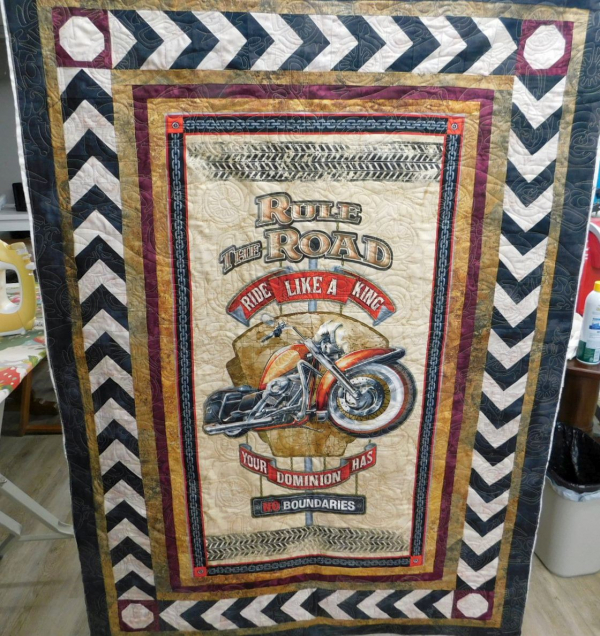 RULE
THE ROAD
RIDE LIKE A KING
YOUR DOMINION HAS
NO BOUNDARIES